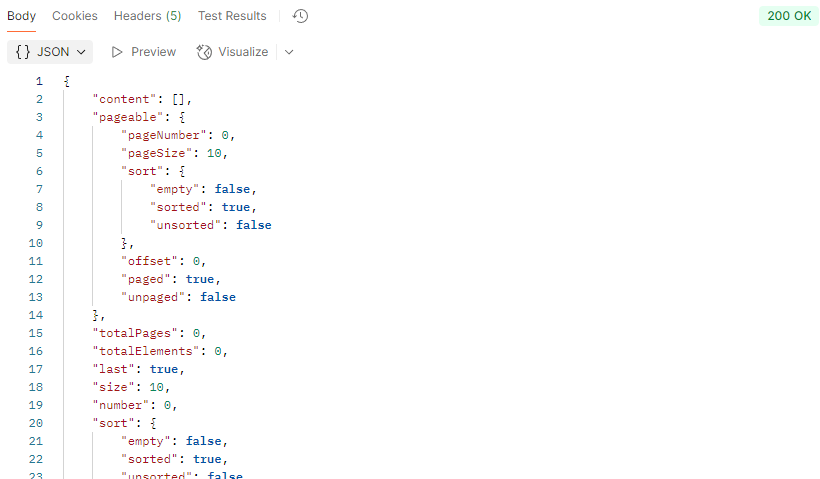 Body Cookies Headers (5) Test Results 200 OK
{} JSON Preview Visualize
1 {
2 "content": [],
3 "pageable": {
4 "pageNumber": 0,
5 "pageSize": 10,
6 "sort": {
7 "empty": false,
8 "sorted": true,
9 "unsorted": false
10 },
11 "offset": 0,
12 "paged": true,
13 "unpaged": false
14 },
15 "totalPages": 0,
16 "totalElements": 0,
17 "last": true,
18 "size": 10,
19 "number": 0,
20 "sort": {
21 "empty": false,
22 "sorted": true,
23 "unsorted": false